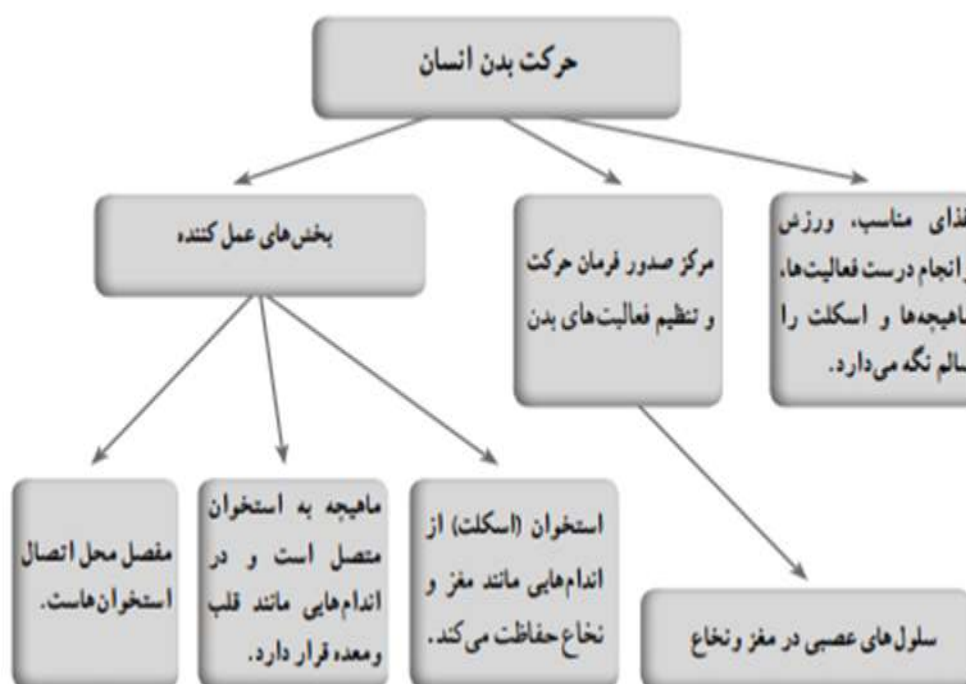 حرکت بدن انسان
غذای مناسب، ورزش
و انجام درست فعالیت‌ها،
ماهیچه‌ها و اسکلت را
سالم نگه می‌دارد.
مرکز صدور فرمان حرکت
و تنظیم فعالیت‌های بدن
بخش‌های عمل کننده
سلول‌های عصبی در مغز و نخاع
استخوان (اسکلت) از
اندام‌هایی مانند مغز و
نخاع حفاظت می‌کند.
ماهیچه به استخوان
متصل است و در
اندام‌هایی مانند قلب
و معده قرار دارد.
مفصل محل اتصال
استخوان‌هاست.